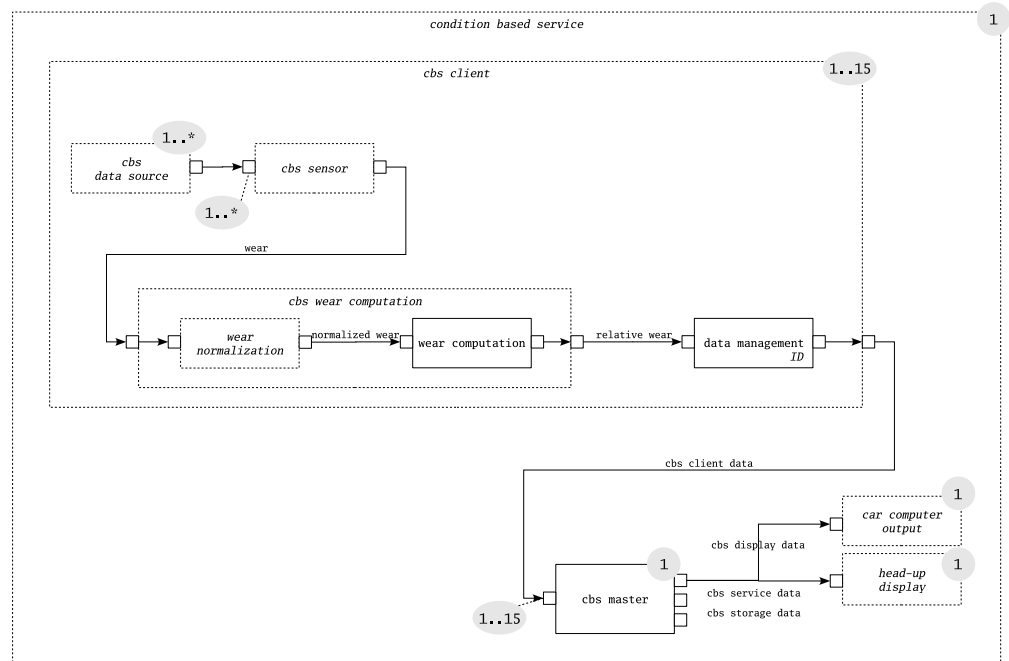 condition based service
1
cbs client
1..15
1..*
cbs
data source
cbs sensor
1..*
wear
cbs wear computation
wear
normalization
normalized wear
wear computation
relative wear
data management
ID
cbs client data
1
car computer
output
cbs display data
1
cbs master
1
head-up
display
cbs service data
cbs storage data
1..15